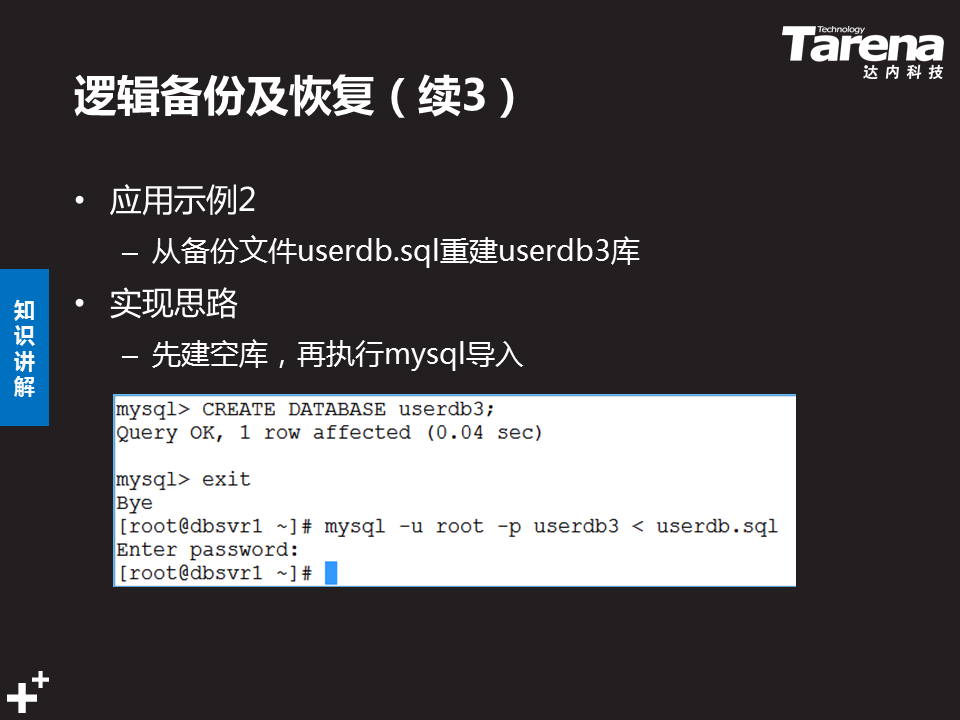 Technology
Tarena
达内科技
逻辑备份及恢复（续3）
• 应用示例2
– 从备份文件userdb.sql重建userdb3库
• 实现思路
– 先建空库，再执行mysql导入
知识讲解
mysql> CREATE DATABASE userdb3;
Query OK, 1 row affected (0.04 sec)
mysql> exit
Bye
[root@dbsvr1 ~]# mysql -u root -p userdb3 < userdb.sql
Enter password:
[root@dbsvr1 ~]#